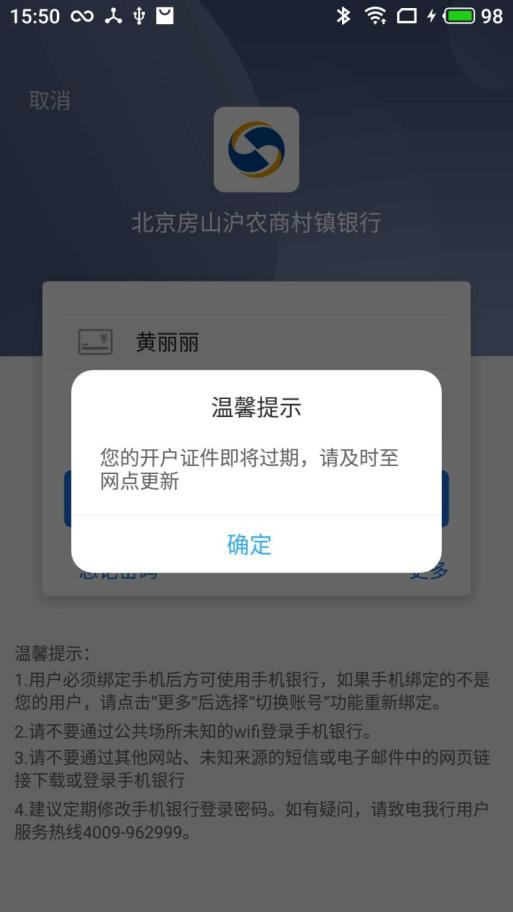 15:50
98
取消
北京房山沪农商村镇银行
黄丽丽
温馨提示
您的开户证件即将过期，请及时至
网点更新
确定
忘记密码
更多
温馨提示：
1.用户必须绑定手机后方可使用手机银行，如果手机绑定的不是
您的用户，请点击“更多”后选择“切换账号”功能重新绑定。
2.请不要通过公共场所未知的wifi登录手机银行。
3.请不要通过其他网站、未知来源的短信或电子邮件中的网页链
接下载或登录手机银行
4.建议定期修改手机银行登录密码。如有疑问，请致电我行用户
服务热线4009-962999。